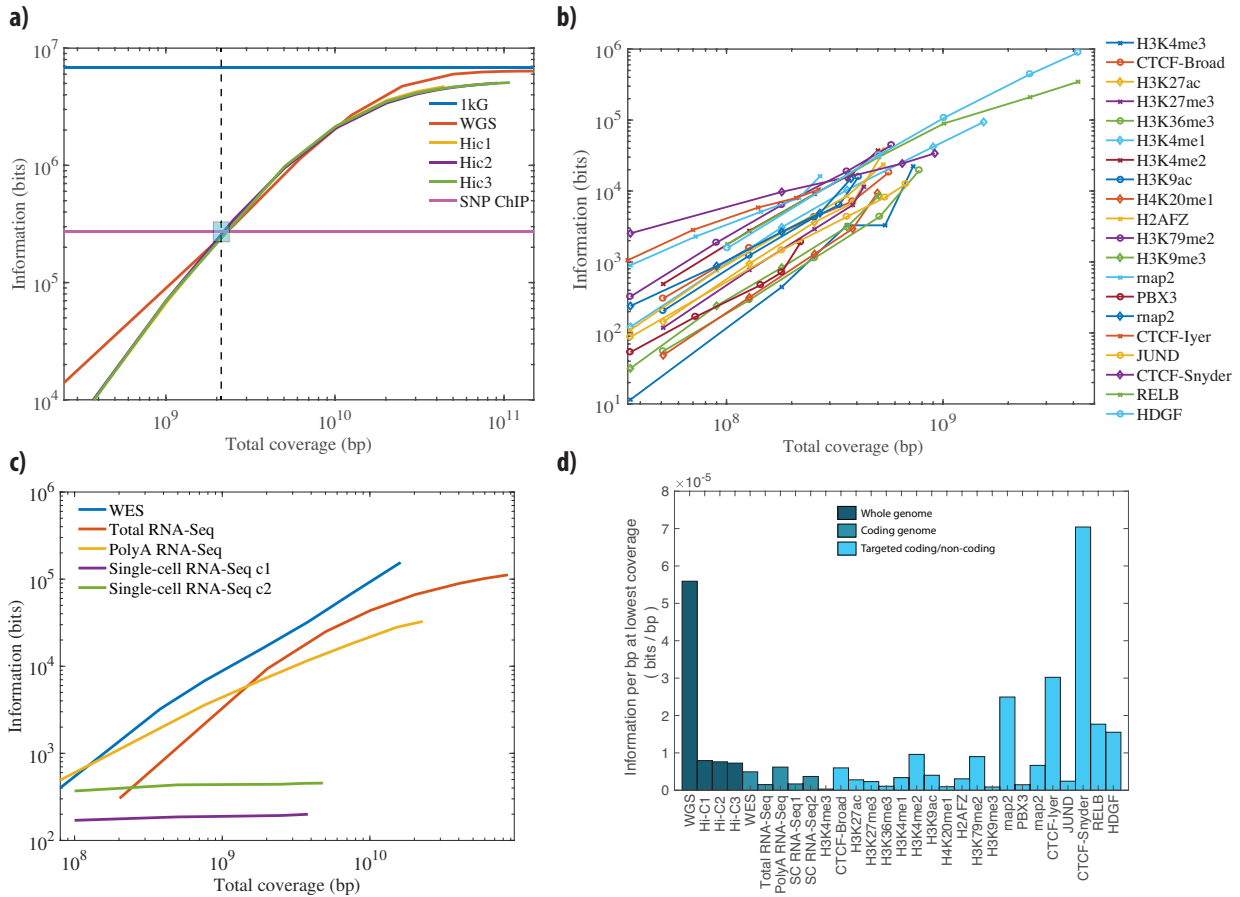 a)
10^7
10^6
10^5
10^4
Information (bits)
10^9
10^10
10^11
Total coverage (bp)
1kG
WGS
Hic1
Hic2
Hic3
SNP ChIP
b)
10^6
10^5
10^4
10^3
10^2
10^1
Information (bits)
10^8
10^9
Total coverage (bp)
H3K4me3
CTCF-Broad
H3K27ac
H3K27me3
H3K36me3
H3K4me1
H3K4me2
H3K9ac
H4K20me1
H2AFZ
H3K79me2
H3K9me3
rnap2
PBX3
rnap2
CTCF-Iyer
JUND
CTCF-Snyder
RELB
HDGF
c)
10^6
10^5
10^4
10^3
10^2
Information (bits)
10^8
10^9
10^10
Total coverage (bp)
WES
Total RNA-Seq
PolyA RNA-Seq
Single-cell RNA-Seq c1
Single-cell RNA-Seq c2
d)
×10^-5
8
7
6
5
4
3
2
1
0
Information per bp at lowest coverage
( bits / bp )
Whole genome
Coding genome
Targeted coding/non-coding
WGS
Hi-C1
Hi-C2
Hi-C3
WES
Total RNA-Seq
PolyA RNA-Seq
SC RNA-Seq1
SC RNA-Seq2
H3K4me3
CTCF-Broad
H3K27ac
H3K27me3
H3K36me3
H3K4me1
H3K4me2
H3K9ac
H4K20me1
H2AFZ
H3K79me2
H3K9me3
rnap2
PBX3
rnap2
CTCF-Iyer
JUND
CTCF-Snyder
RELB
HDGF